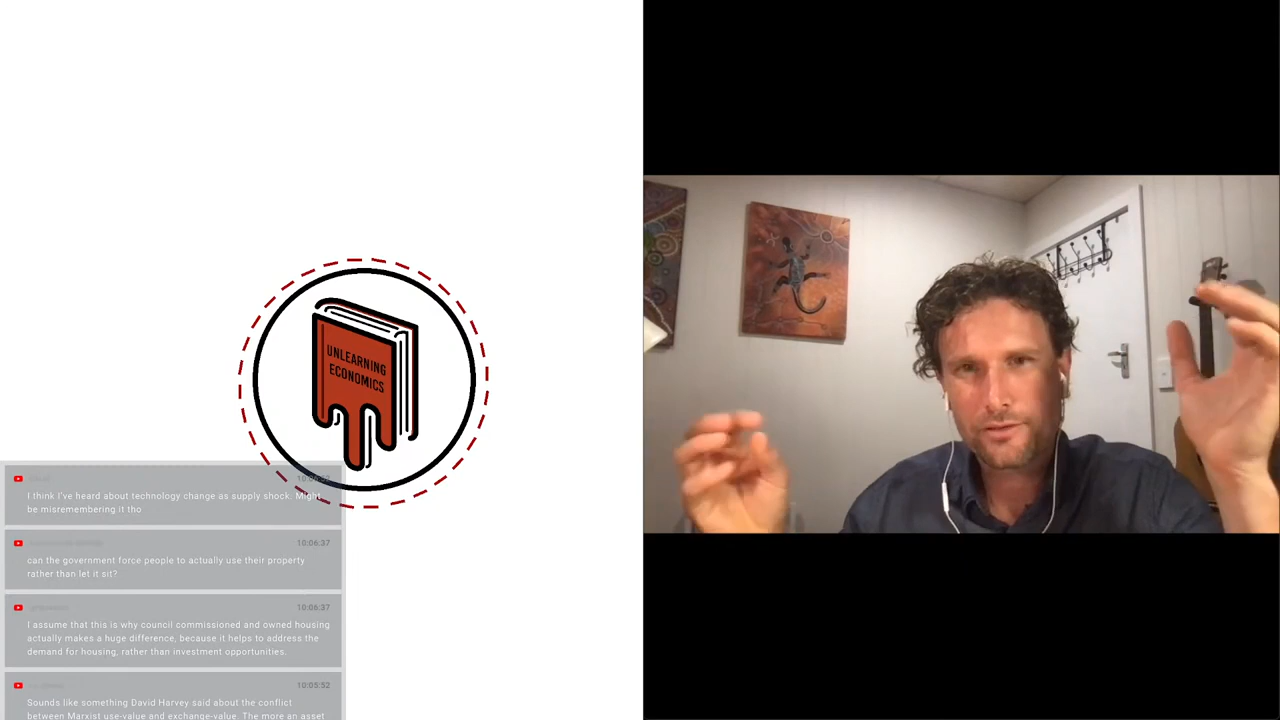 UNLEARNING
ECONOMICS
I think I've heard about technology change as supply shock. Might
be misremembering it tho
10:06:37
can the government force people to actually use their property
rather than let it sit?
10:06:37
I assume that this is why council commissioned and owned housing
actually makes a huge difference, because it helps to address the
demand for housing, rather than investment opportunities.
10:05:52
Sounds like something David Harvey said about the conflict
between Marxist use-value and exchange-value. The more an asset